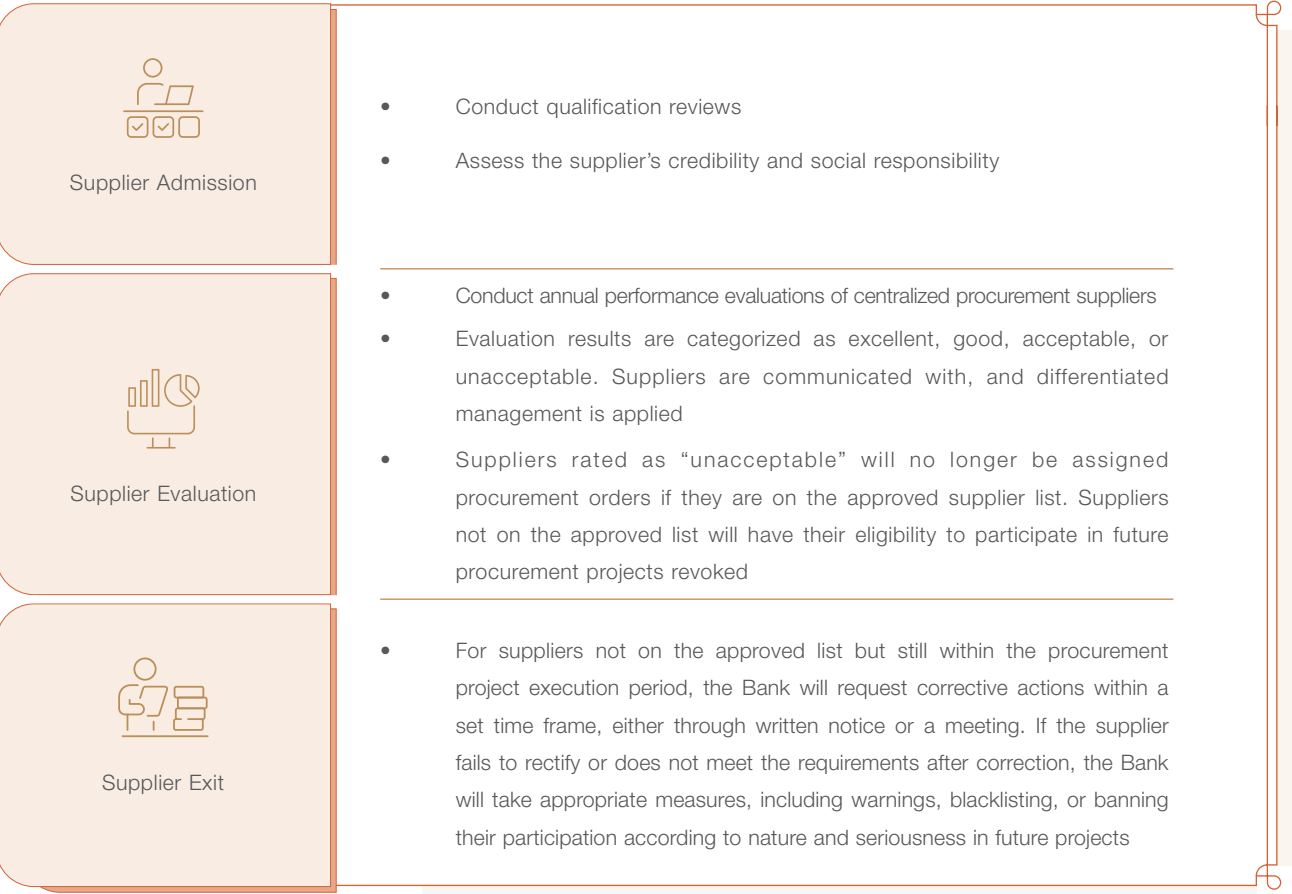 Supplier Admission
• Conduct qualification reviews
• Assess the supplier’s credibility and social responsibility
Supplier Evaluation
• Conduct annual performance evaluations of centralized procurement suppliers
• Evaluation results are categorized as excellent, good, acceptable, or
unacceptable. Suppliers are communicated with, and differentiated
management is applied
• Suppliers rated as “unacceptable” will no longer be assigned
procurement orders if they are on the approved supplier list. Suppliers
not on the approved list will have their eligibility to participate in future
procurement projects revoked
Supplier Exit
• For suppliers not on the approved list but still within the procurement
project execution period, the Bank will request corrective actions within a
set time frame, either through written notice or a meeting. If the supplier
fails to rectify or does not meet the requirements after correction, the Bank
will take appropriate measures, including warnings, blacklisting, or banning
their participation according to nature and seriousness in future projects